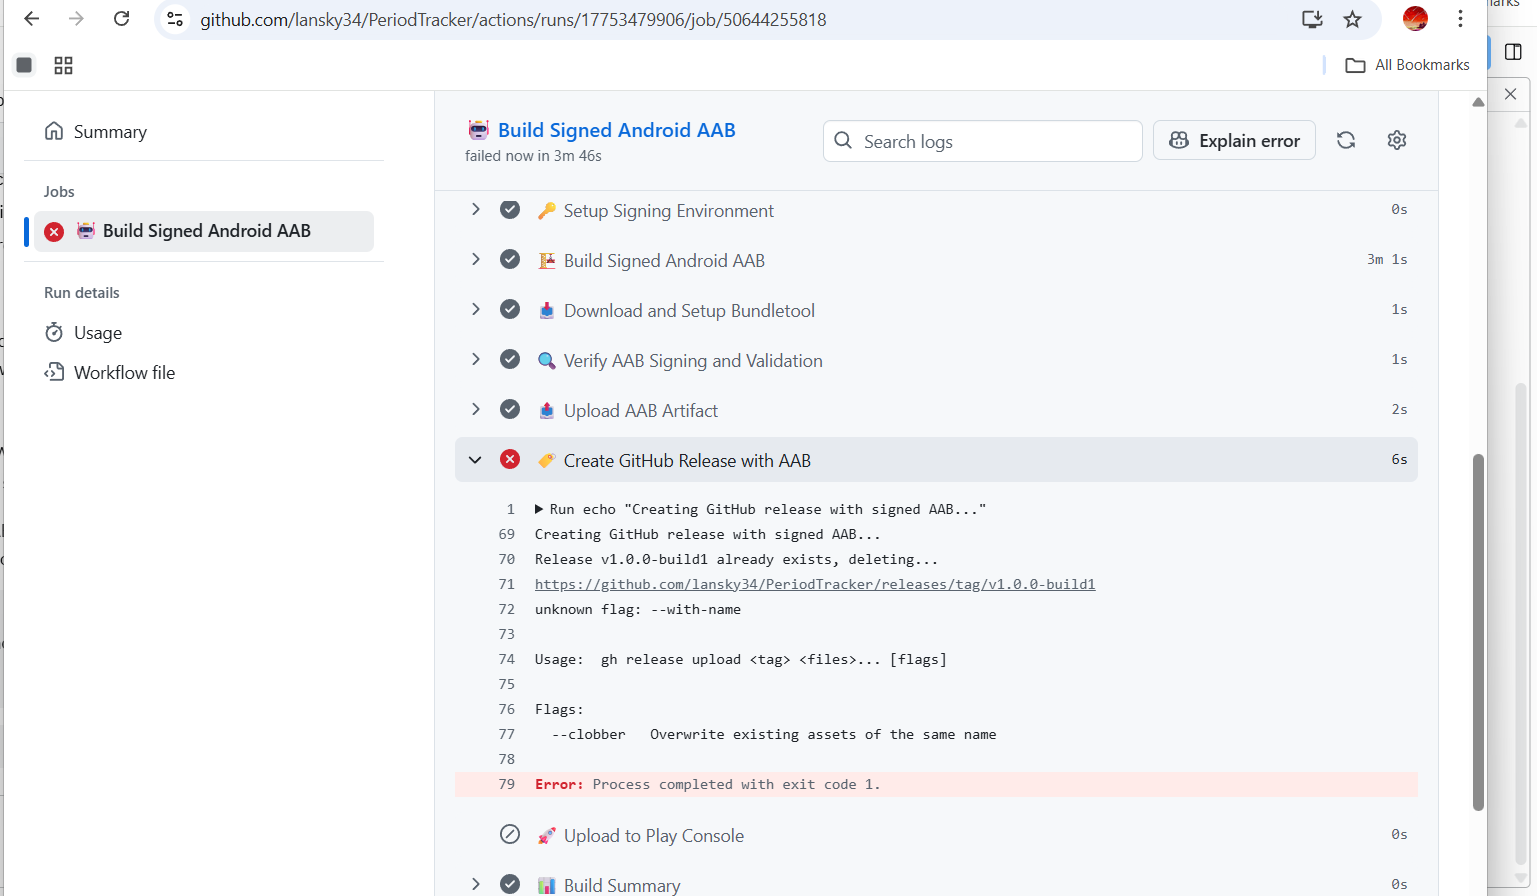 github.com/lansky34/PeriodTracker/actions/runs/17753479906/job/50644255818
All Bookmarks
Summary
Jobs
Build Signed Android AAB
Run details
Usage
Workflow file
Build Signed Android AAB
failed now in 3m 46s
Search logs
Explain error
Setup Signing Environment 0s
Build Signed Android AAB 3m 1s
Download and Setup Bundletool 1s
Verify AAB Signing and Validation 1s
Upload AAB Artifact 2s
Create GitHub Release with AAB 6s
1 Run echo "Creating GitHub release with signed AAB..."
69 Creating GitHub release with signed AAB...
70 Release v1.0.0-build1 already exists, deleting...
71 https://github.com/lansky34/PeriodTracker/releases/tag/v1.0.0-build1
72 unknown flag: --with-name
73
74 Usage:  gh release upload <tag> <files>... [flags]
75
76 Flags:
77 --clobber   Overwrite existing assets of the same name
78
79 Error: Process completed with exit code 1.
Upload to Play Console 0s
Build Summary 0s